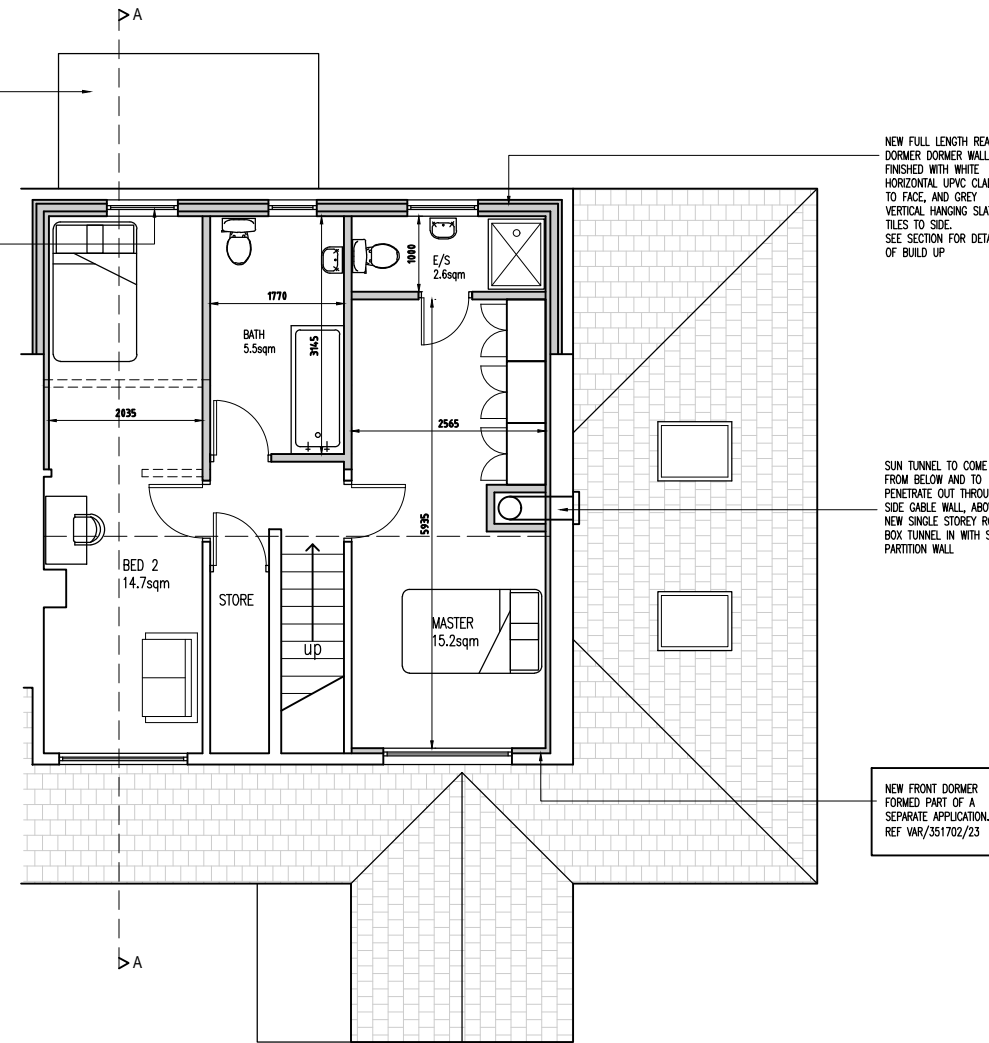 A
NEW FULL LENGTH REA
DORMER DORMER WALL
FINISHED WITH WHITE
HORIZONTAL UPVC CLA
TO FACE, AND GREY
VERTICAL HANGING SLA
TILES TO SIDE.
SEE SECTION FOR DETA
OF BUILD UP
1000
E/S
2.6sqm
1770
BATH
5.5sqm
3145
2035
2565
SUN TUNNEL TO COME
FROM BELOW AND TO
PENETRATE OUT THROU
SIDE GABLE WALL, ABO
NEW SINGLE STOREY RO
BOX TUNNEL IN WITH S
PARTITION WALL
5935
BED 2
14.7sqm
STORE
up
MASTER
15.2sqm
NEW FRONT DORMER
FORMED PART OF A
SEPARATE APPLICATION.
REF VAR/351702/23
A